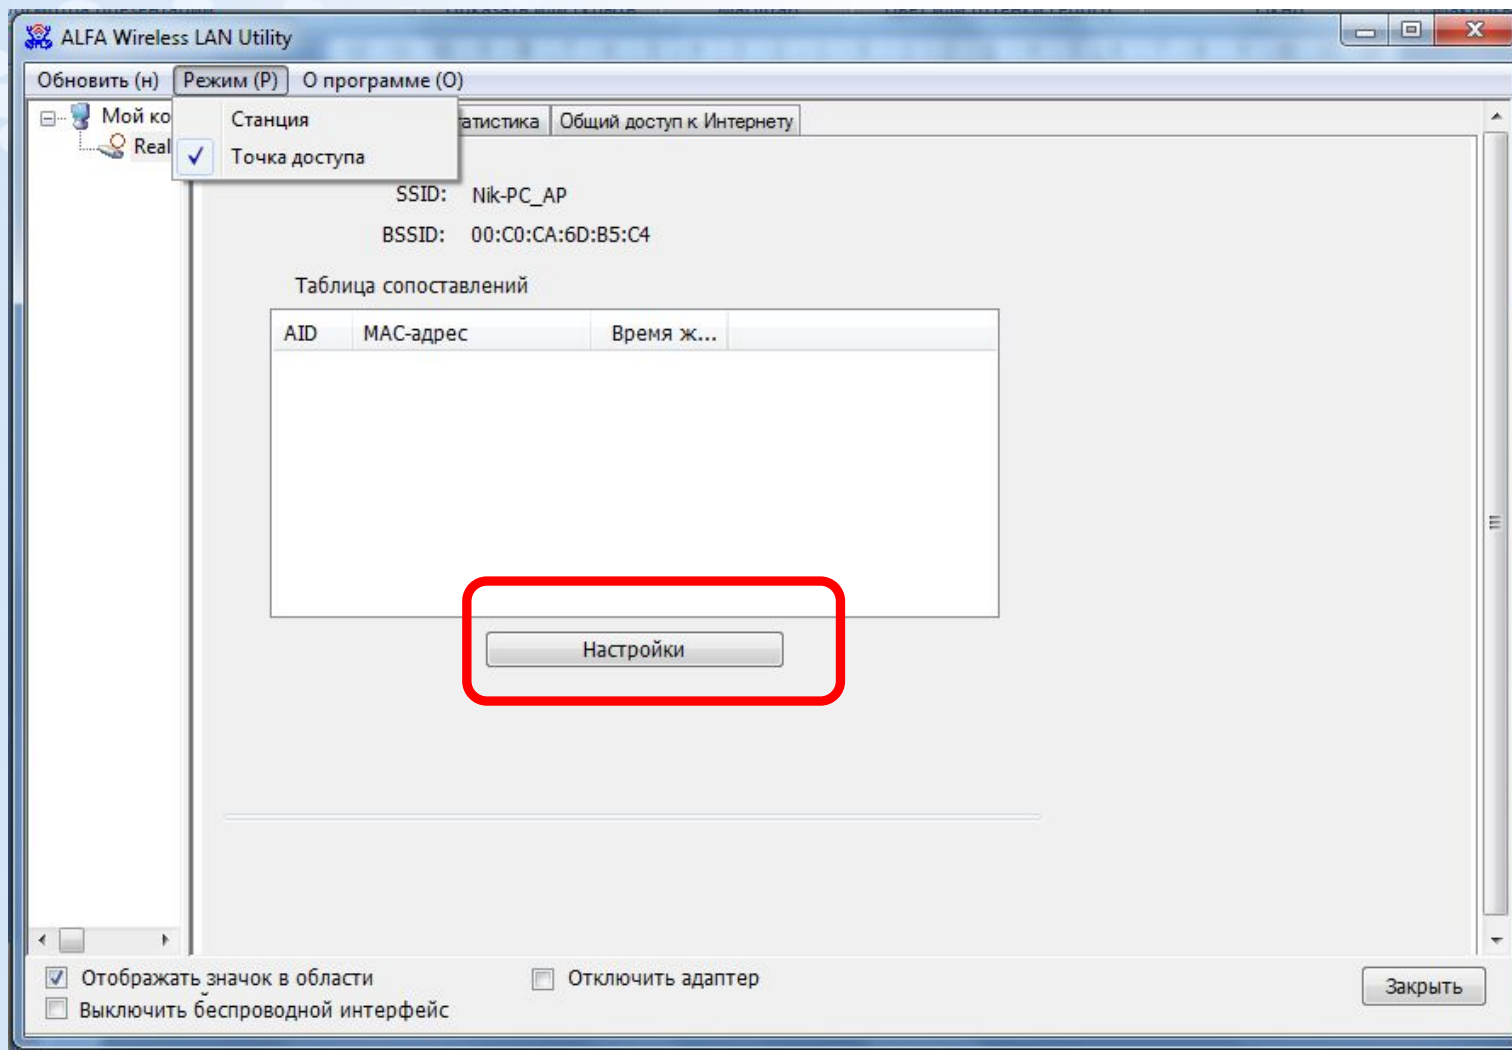 ALFA Wireless LAN Utility
Обновить (н) Режим (Р) О программе (О)
Мой ко
Real
Станция
Точка доступа
атистика Общий доступ к Интернету
SSID: Nik-PC_AP
BSSID: 00:C0:CA:6D:B5:C4
Таблица сопоставлений
AID MAC-адрес Время ж...
Настройки
Отображать значок в области
Отключить адаптер
Выключить беспроводной интерфейс
Закрыть